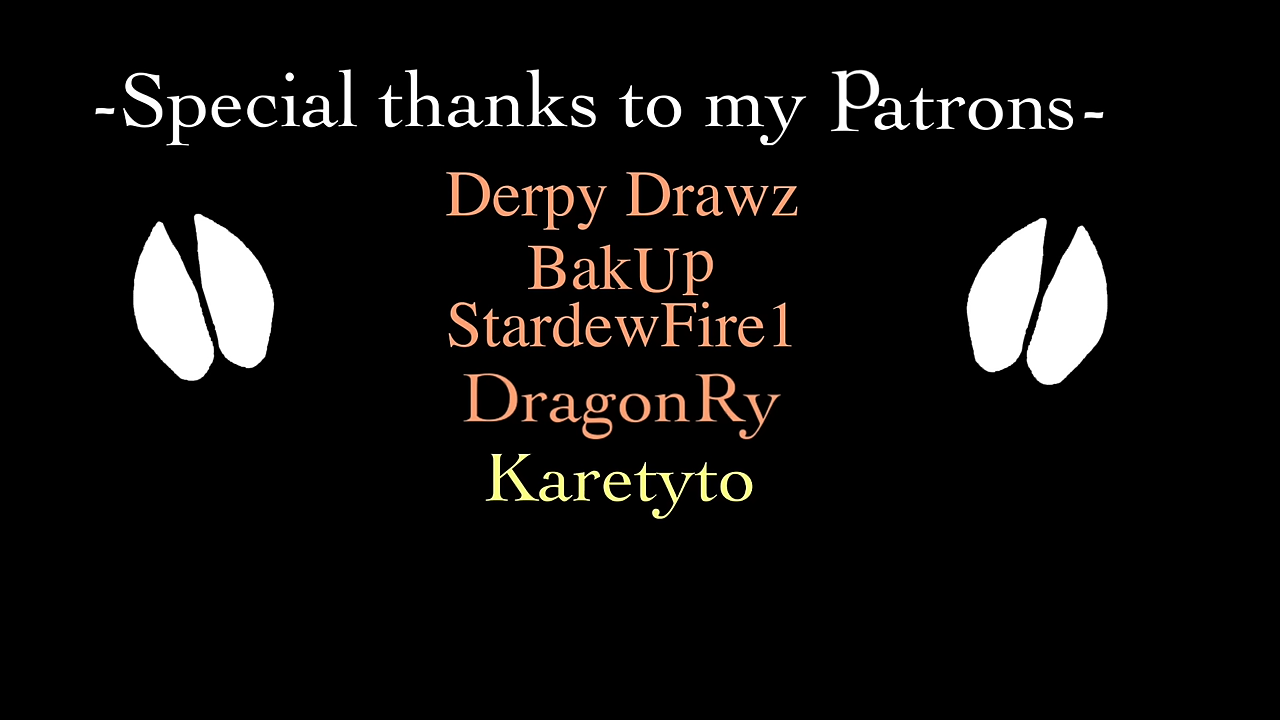 -Special thanks to my Patrons-
Derpy Drawz
BakUp
StardewFire1
DragonRy
Karetyto